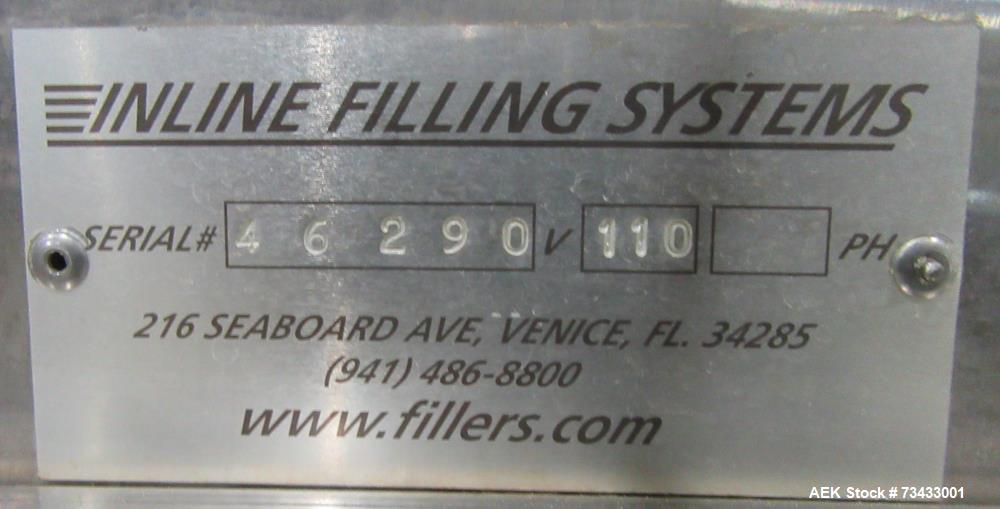 INLINE FILLING SYSTEMS
SERIAL# 46290 V 110 PH
216 SEABOARD AVE, VENICE, FL. 34285
(941) 486-8800
www.fillers.com
AEK Stock # 73433001